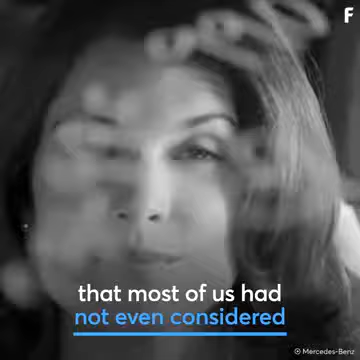 F
that most of us had
not even considered
© Mercedes-Benz